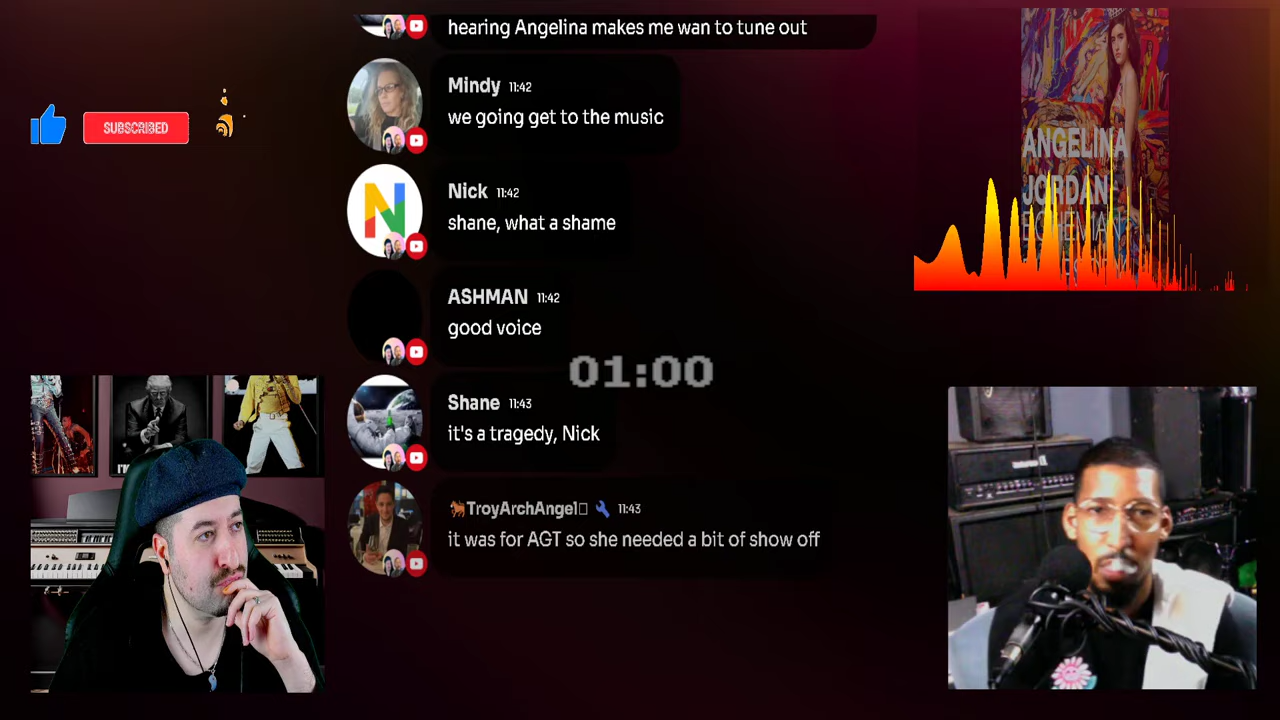 hearing Angelina makes me wan to tune out
Mindy 11:42
we going get to the music
SUBSCRIBED
Nick 11:42
shane, what a shame
ANGELINA
JORDAN
BOHEMIAN
ASHMAN 11:42
good voice
01:00
Shane 11:43
it's a tragedy, Nick
TroyArchAngel 11:43
it was for AGT so she needed a bit of show off